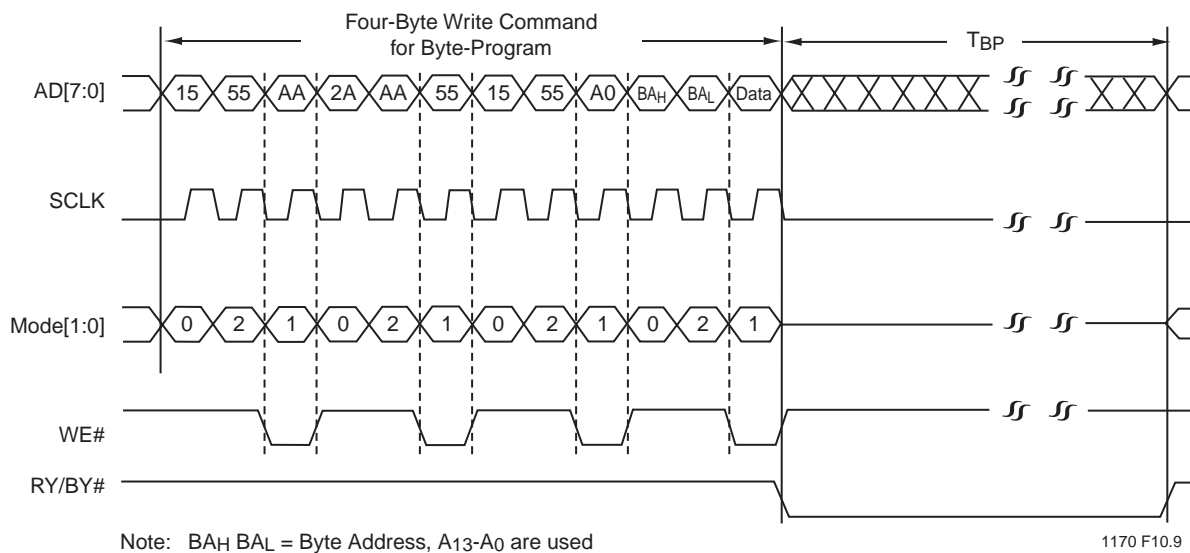 Four-Byte Write Command
for Byte-Program
TBP
AD[7:0]
15 55 AA 2A AA 55 15 55 A0 BAH BAL Data
SCLK
Mode[1:0]
0 2 1 0 2 1 0 2 1 0 2 1
WE#
RY/BY#
Note: BAH BAL = Byte Address, A13-A0 are used
1170 F10.9